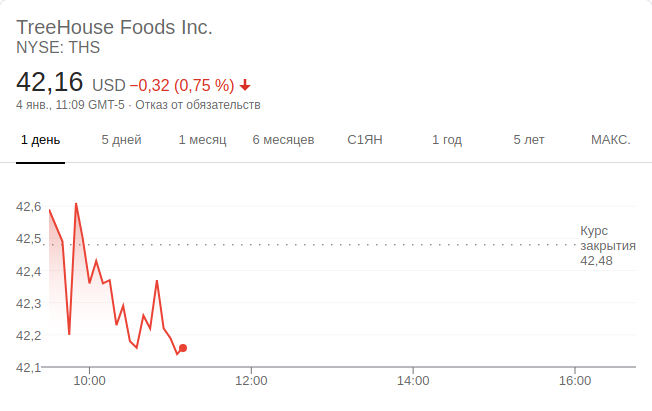 TreeHouse Foods Inc.
NYSE: THS
42,16 USD −0,32 (0,75 %)
4 янв., 11:09 GMT-5 · Отказ от обязательств
1 день 5 дней 1 месяц 6 месяцев С1ЯН 1 год 5 лет МАКС.
42,6
42,5
42,4
42,3
42,2
42,1
Курс
закрытия
42,48
10:00 12:00 14:00 16:00